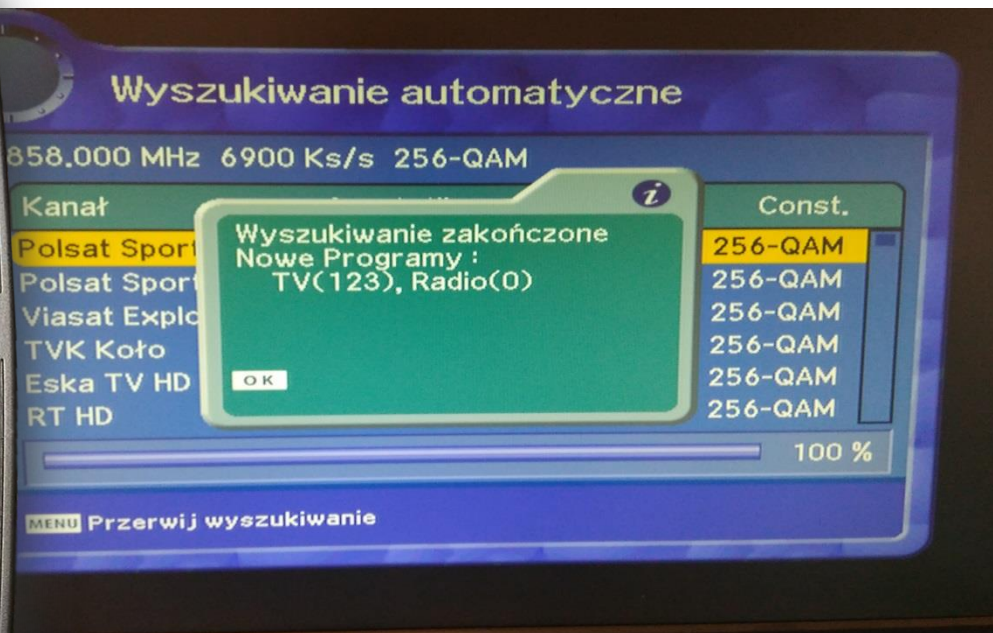 Wyszukiwanie automatyczne
858.000 MHz 6900 Ks/s 256-QAM
Kanał Const.
Wyszukiwanie zakończone
Nowe Programy :
TV(123), Radio(0)
OK
Polsat Sport 256-QAM
Polsat Sport 256-QAM
Viasat Explo 256-QAM
TVK Koło 256-QAM
Eska TV HD 256-QAM
RT HD 256-QAM
100 %
MENU Przerwij wyszukiwanie